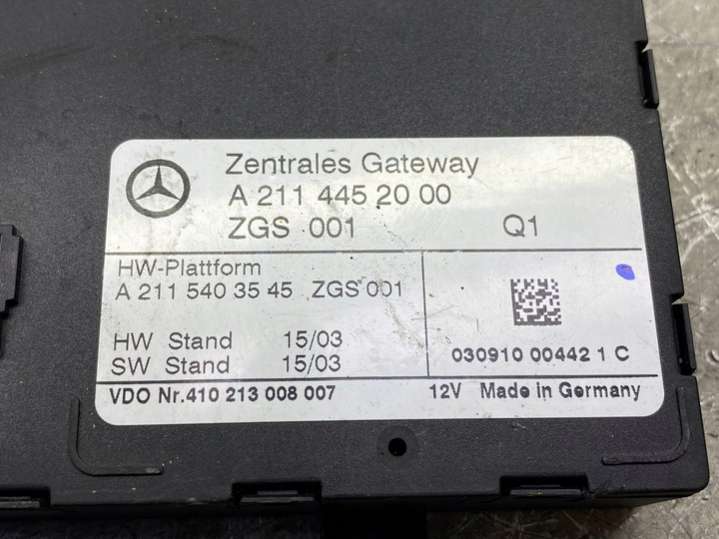 Zentrales Gateway
A 211 445 20 00
ZGS 001 Q1
HW-Plattform
A 211 540 35 45 ZGS 001
HW Stand 15/03
SW Stand 15/03
030910 00442 1 C
VDO Nr.410 213 008 007 12V Made in Germany